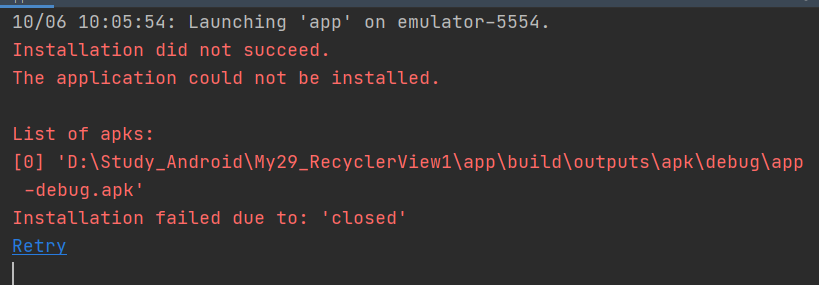 10/06 10:05:54: Launching 'app' on emulator-5554.
Installation did not succeed.
The application could not be installed.
List of apks:
[0] 'D:\Study_Android\My29_RecyclerView1\app\build\outputs\apk\debug\app
-debug.apk'
Installation failed due to: 'closed'
Retry